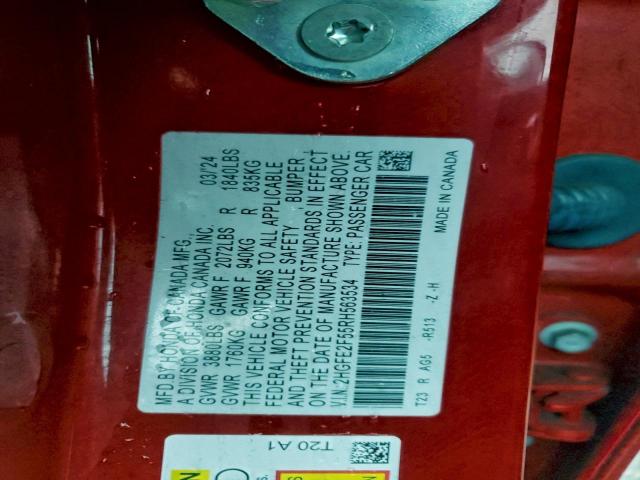 MFD. BY HONDA OF CANADA MFG. 03/'24
A DIVISION OF HONDA CANADA INC.
GVWR 3880LBS GAWR F 2072LBS R 1840LBS
GVWR 1760KG GAWR F 940KG R 835KG
THIS VEHICLE CONFORMS TO ALL APPLICABLE
FEDERAL MOTOR VEHICLE SAFETY BUMPER
AND THEFT PREVENTION STANDARDS IN EFFECT
ON THE DATE OF MANUFACTURE SHOWN ABOVE.
V.I.N.:2HGFE2F55RH563534 TYPE: PASSENGER CAR
T23 R AG5 -R513 -Z -H MADE IN CANADA
T20 A1